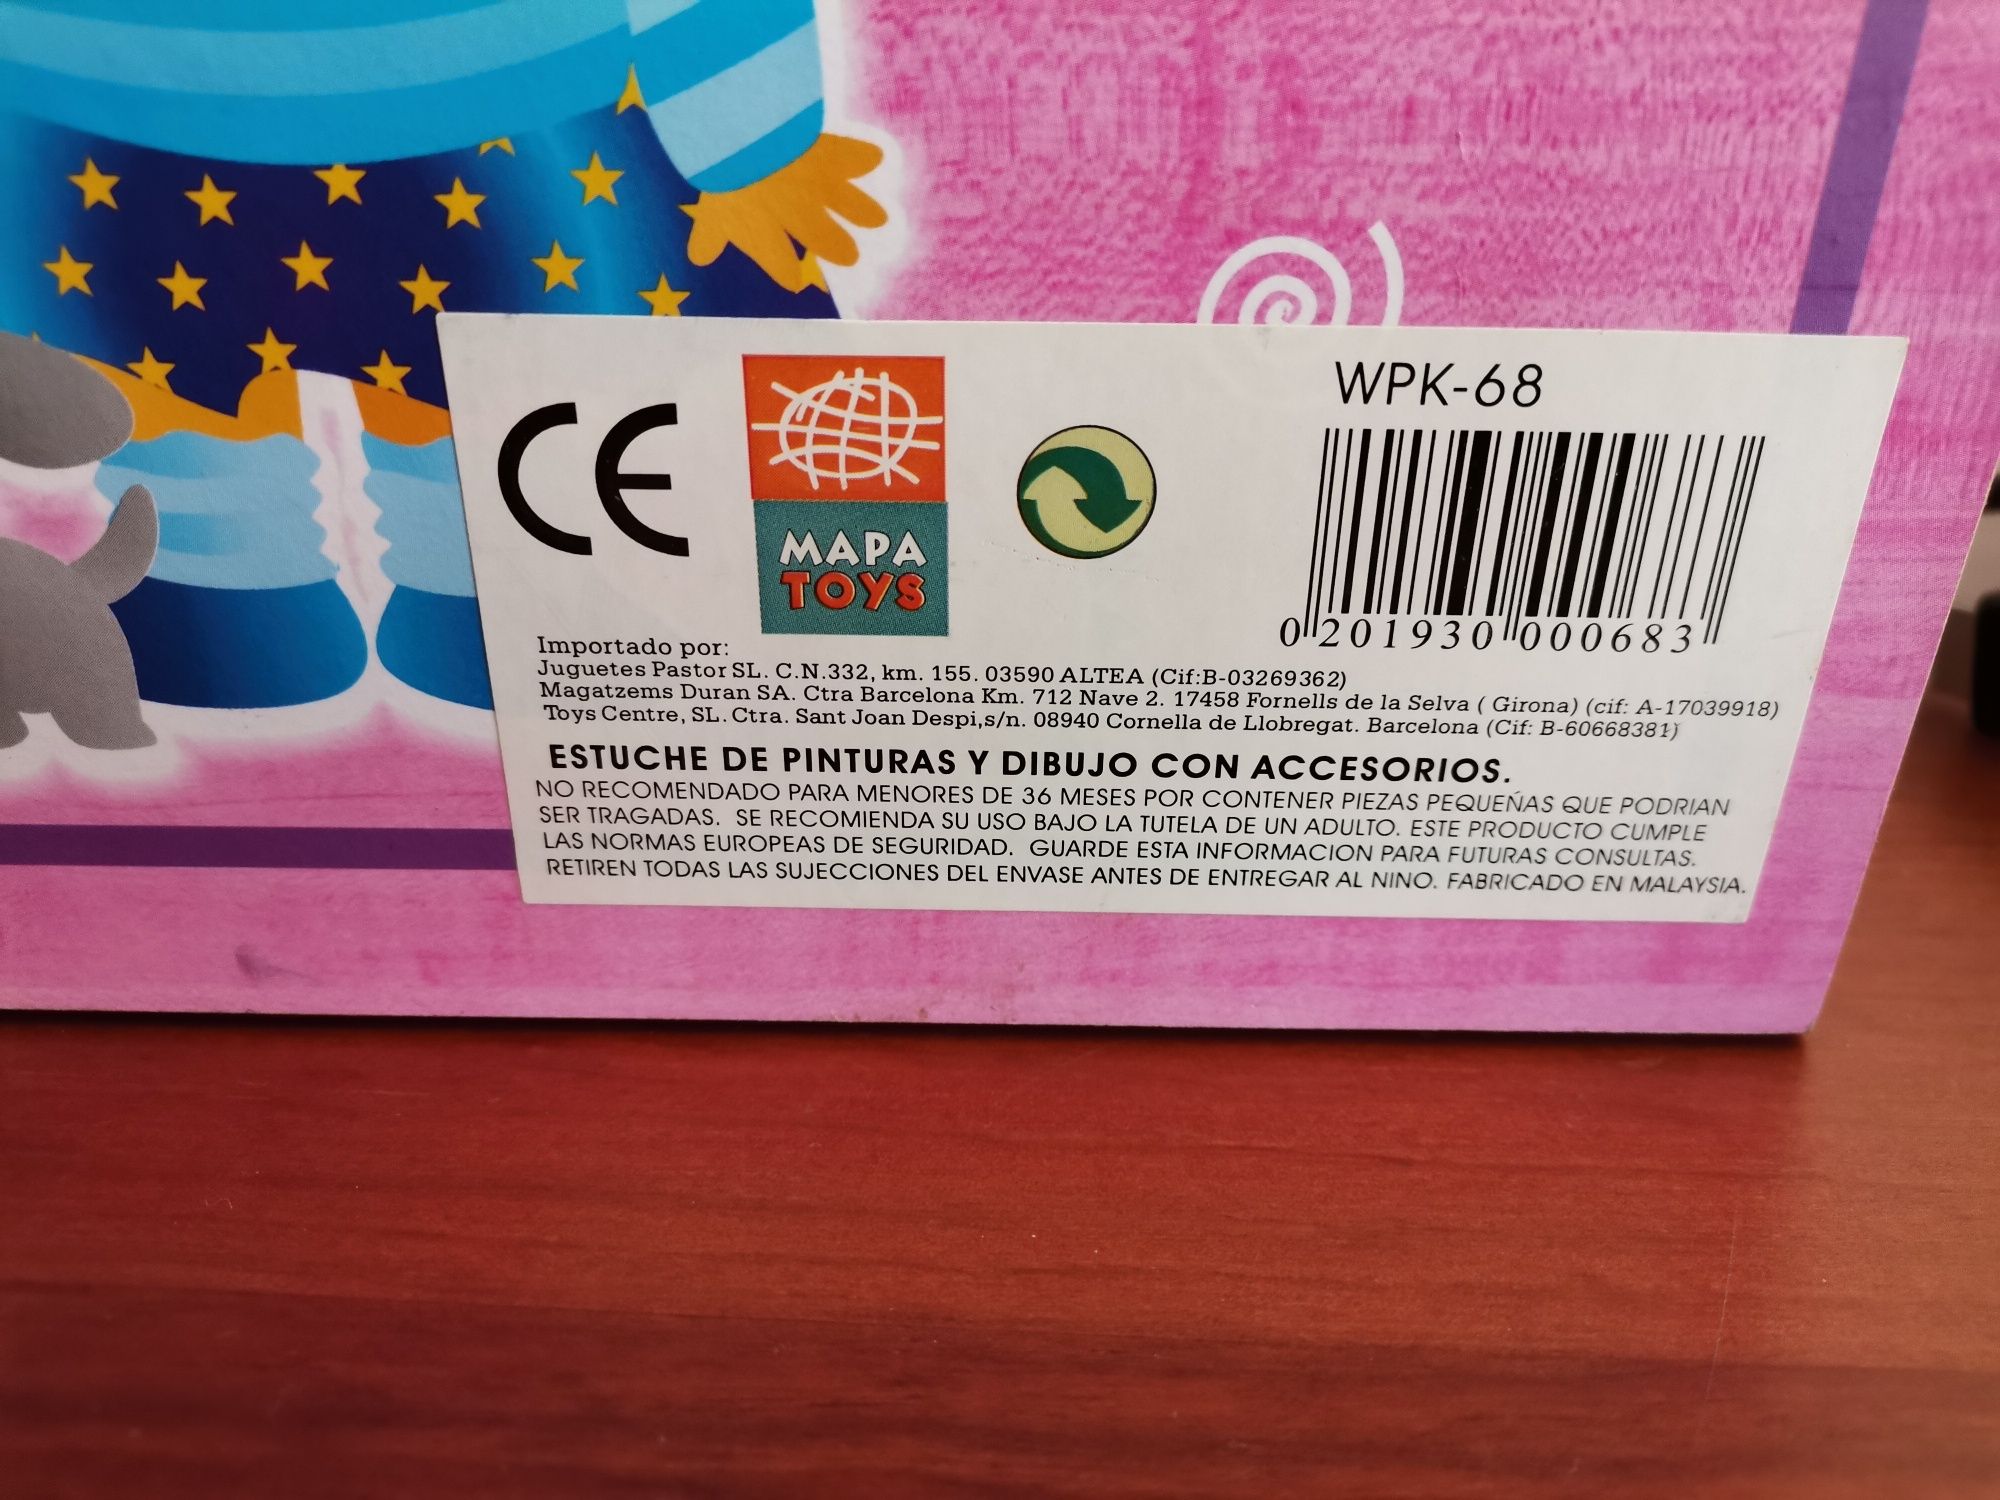 CE
MAPA
TOYS
WPK-68
0 201930 000683
Importado por:
Juguetes Pastor SL. C.N.332, km. 155. 03590 ALTEA (Cif:B-03269362)
Magatzems Duran SA. Ctra Barcelona Km. 712 Nave 2. 17458 Fornells de la Selva ( Girona) (cif: A-17039918)
Toys Centre, SL. Ctra. Sant Joan Despi,s/n. 08940 Cornella de Llobregat. Barcelona (Cif: B-60668381)
ESTUCHE DE PINTURAS Y DIBUJO CON ACCESORIOS.
NO RECOMENDADO PARA MENORES DE 36 MESES POR CONTENER PIEZAS PEQUEÑAS QUE PODRIAN
SER TRAGADAS. SE RECOMIENDA SU USO BAJO LA TUTELA DE UN ADULTO. ESTE PRODUCTO CUMPLE
LAS NORMAS EUROPEAS DE SEGURIDAD. GUARDE ESTA INFORMACION PARA FUTURAS CONSULTAS.
RETIREN TODAS LAS SUJECCIONES DEL ENVASE ANTES DE ENTREGAR AL NINO. FABRICADO EN MALAYSIA.